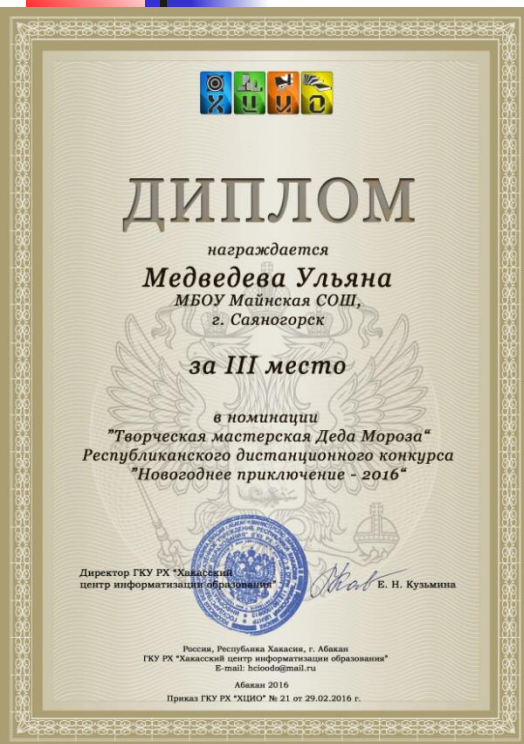 ХЦИО
ДИПЛОМ
награждается
Медведева Ульяна
МБОУ Майнская СОШ,
г. Саяногорск
за III место
в номинации
"Творческая мастерская Деда Мороза“
Республиканского дистанционного конкурса
"Новогоднее приключение - 2016“
Директор ГКУ РХ "Хакасский
центр информатизации образования"
Е. Н. Кузьмина
Россия, Республика Хакасия, г. Абакан
ГКУ РХ "Хакасский центр информатизации образования"
E-mail: hcioodo@mail.ru
Абакан 2016
Приказ ГКУ РХ "ХЦИО" № 21 от 29.02.2016 г.